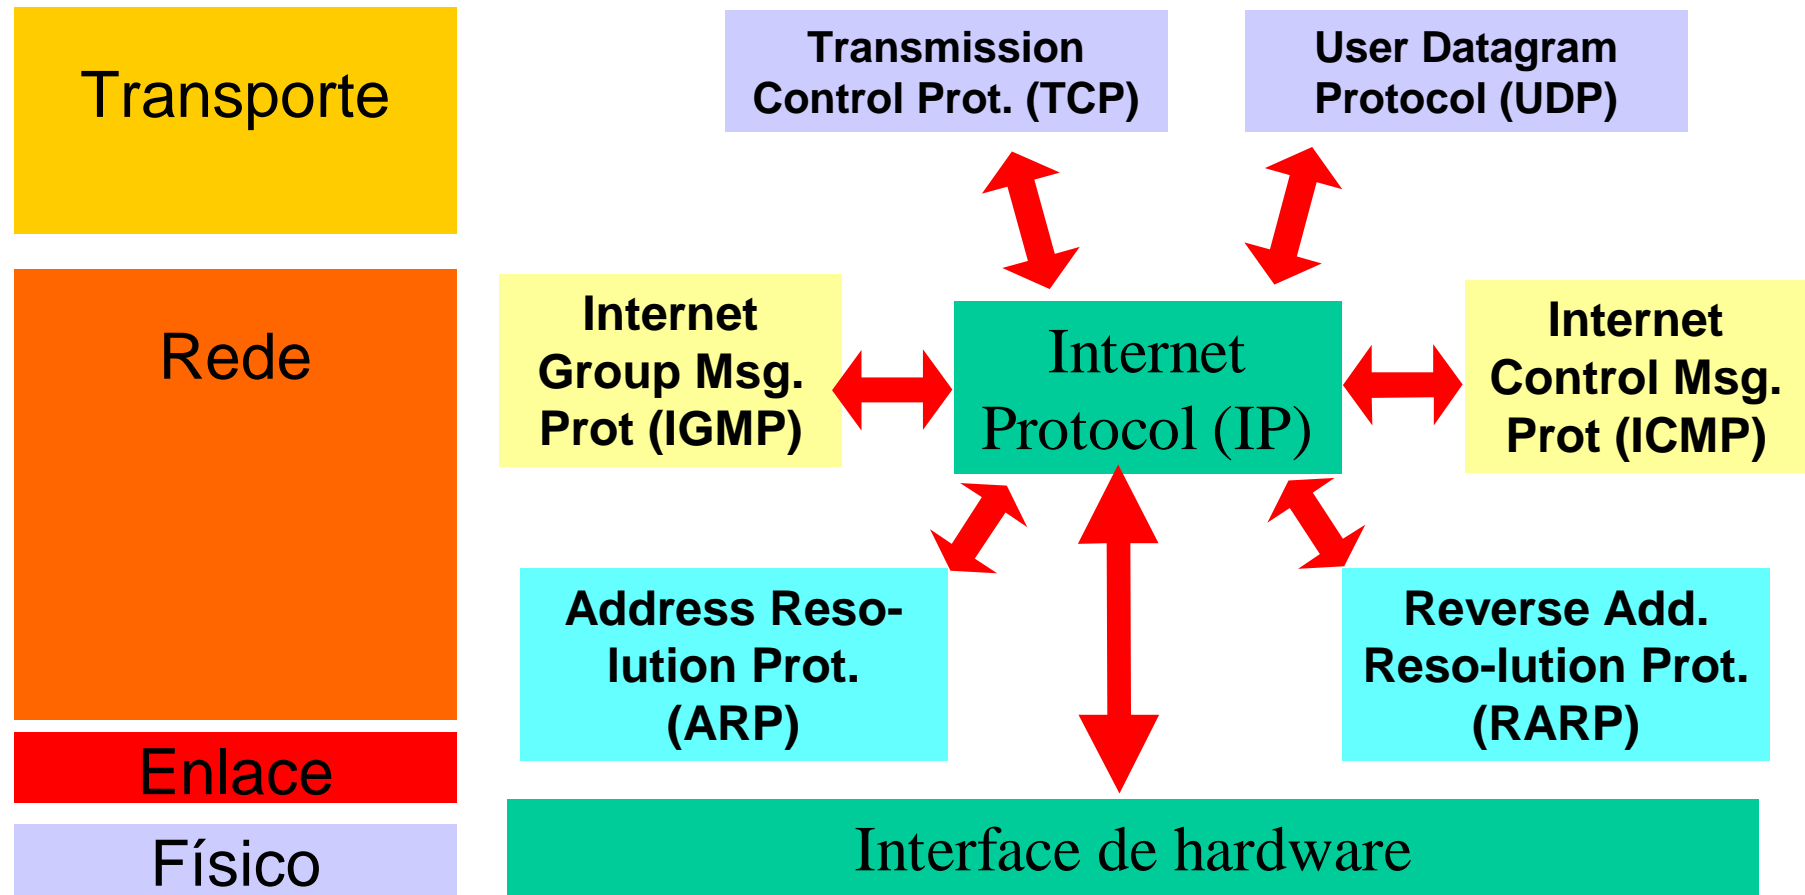 Transporte
Transmission
Control Prot. (TCP)
User Datagram
Protocol (UDP)
Rede
Internet
Group Msg.
Prot (IGMP)
Internet
Protocol (IP)
Internet
Control Msg.
Prot (ICMP)
Address Reso-
lution Prot.
(ARP)
Reverse Add.
Reso-lution Prot.
(RARP)
Enlace
Físico
Interface de hardware